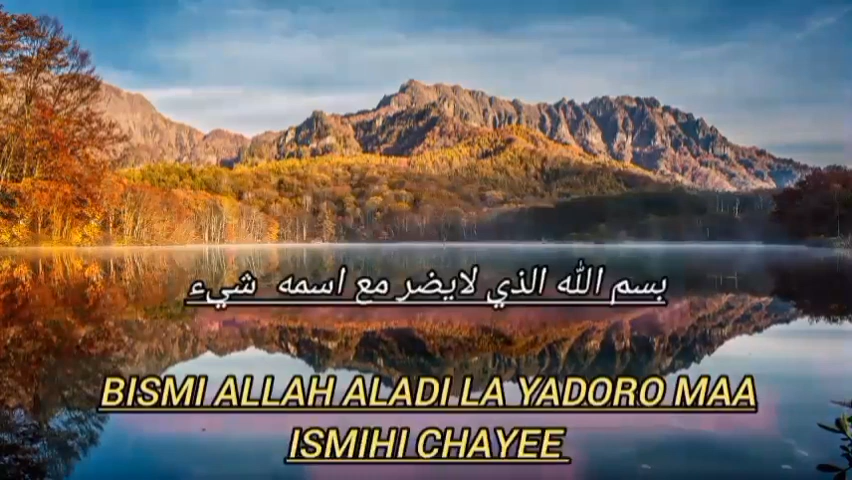 بسم الله الذي لايضر مع اسمه شيء
BISMI ALLAH ALADI LA YADORO MAA
ISMIHI CHAYEE